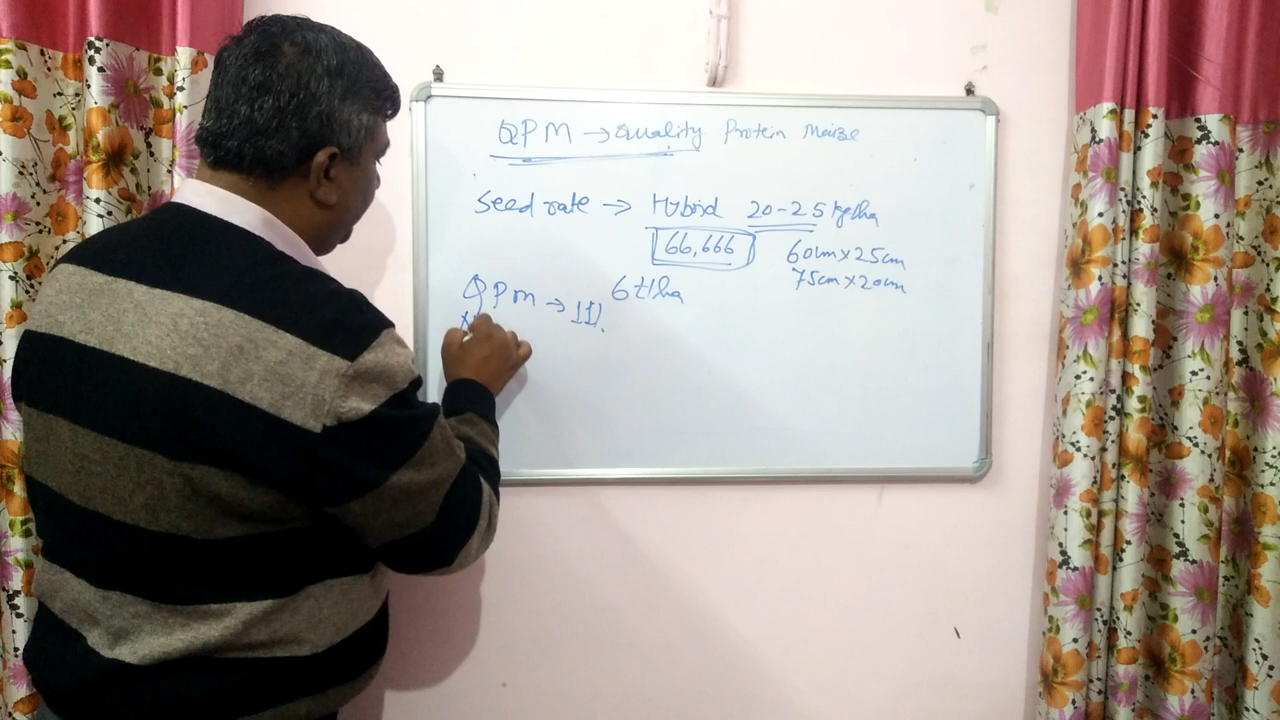 QPM → Quality Protein Maize
Seed rate → Hybrid 20-25 kg/ha
66,666 60cm x 25cm
75cm x 20cm
6 t/ha
QPM → 11%